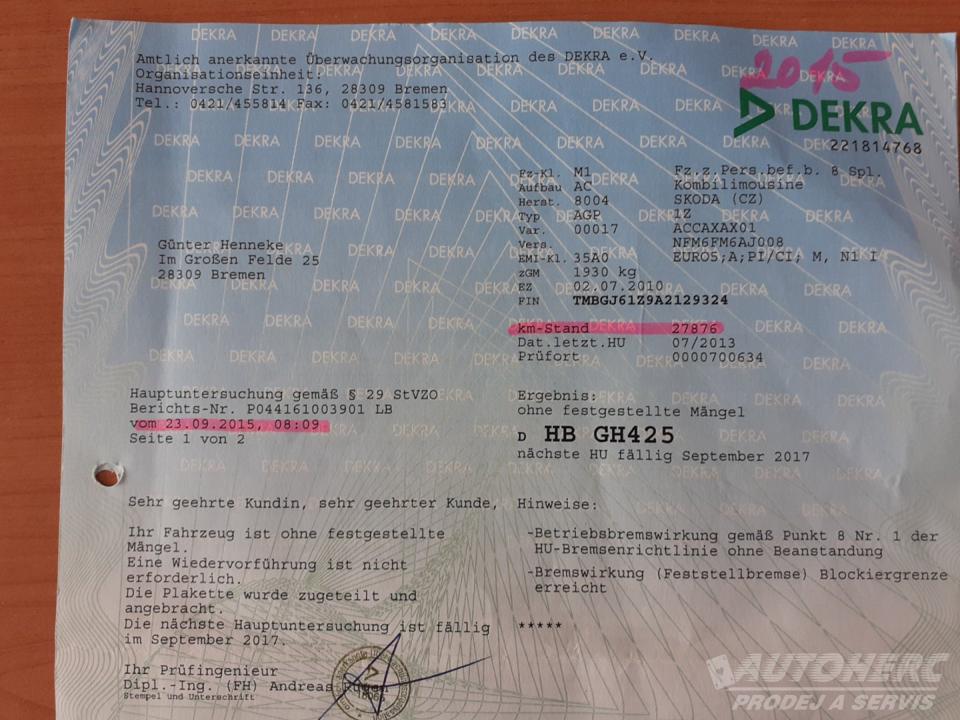 Amtlich anerkannte Überwachungsorganisation des DEKRA e.V.
Organisationseinheit:
Hannoversche Str. 136, 28309 Bremen
Tel.: 0421/455814 Fax: 0421/4581583
2015
DEKRA
221814768
Fz-Kl. M1 Fz.z.Pers.bef.b. 8 Spl.
Aufbau AC Kombilimousine
Herst. 8004 SKODA (CZ)
Typ AGP 1Z
Var. 00017 ACCAXAX01
Vers. NFM6FM6AJ008
EMI-Kl. 35A0 EURO5;A;PI/CI; M, N1 I
zGM 1930 kg
EZ 02.07.2010
FIN TMBGJ61Z9A2129324
km-Stand 27876
Dat.letzt.HU 07/2013
Prüfort 0000700634
Günter Henneke
Im Großen Felde 25
28309 Bremen
Hauptuntersuchung gemäß § 29 StVZO
Berichts-Nr. P044161003901 LB
vom 23.09.2015, 08:09
Seite 1 von 2
Ergebnis:
ohne festgestellte Mängel
D HB GH425
nächste HU fällig September 2017
Sehr geehrte Kundin, sehr geehrter Kunde,
Ihr Fahrzeug ist ohne festgestellte
Mängel.
Eine Wiedervorführung ist nicht
erforderlich.
Die Plakette wurde zugeteilt und
angebracht.
Die nächste Hauptuntersuchung ist fällig
im September 2017.
Ihr Prüfingenieur
Dipl.-Ing. (FH) Andreas
Stempel und Unterschrift
Hinweise:
-Betriebsbremswirkung gemäß Punkt 8 Nr. 1 der
HU-Bremsenrichtlinie ohne Beanstandung
-Bremswirkung (Feststellbremse) Blockiergrenze
erreicht
*****
AUTOHERC
PRODEJ A SERVIS